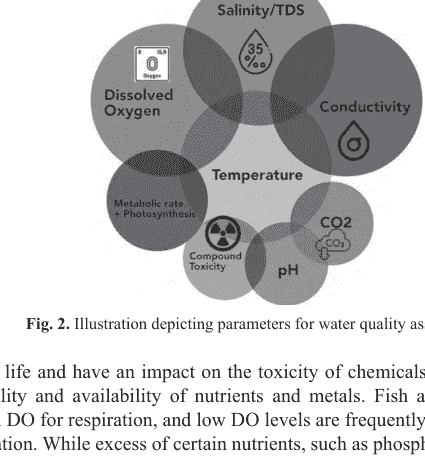 Salinity/TDS
35
‰
8 15,9
O
Oxygen
Dissolved
Oxygen
Conductivity
σ
Temperature
Metabolic rate
+ Photosynthesis
CO2
CO₂
Compound
Toxicity
pH
Fig. 2. Illustration depicting parameters for water quality as
life and have an impact on the toxicity of chemicals
lity and availability of nutrients and metals. Fish a
DO for respiration, and low DO levels are frequently
ation. While excess of certain nutrients, such as phosph